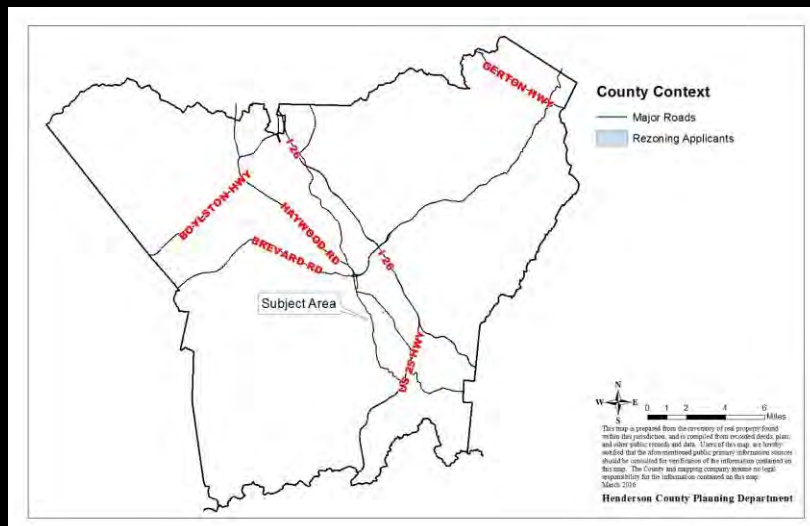 GERTON HWY
County Context
Major Roads
Rezoning Applicants
I-26
BOYLSTON HWY
HAYWOOD RD
BREVARD RD
I-26
Subject Area
US 25 HWY
N
W E
S
0 1 2 4 6
Miles
This map is prepared from the inventory of real property found
within this jurisdiction, and is compiled from recorded deeds, plats,
and other public records and data. Users of this map are hereby
notified that the aforementioned public primary information sources
should be consulted for verification of the information contained on
this map. The County and mapping company assume no legal
responsibility for the information contained on this map.
March 2016
Henderson County Planning Department